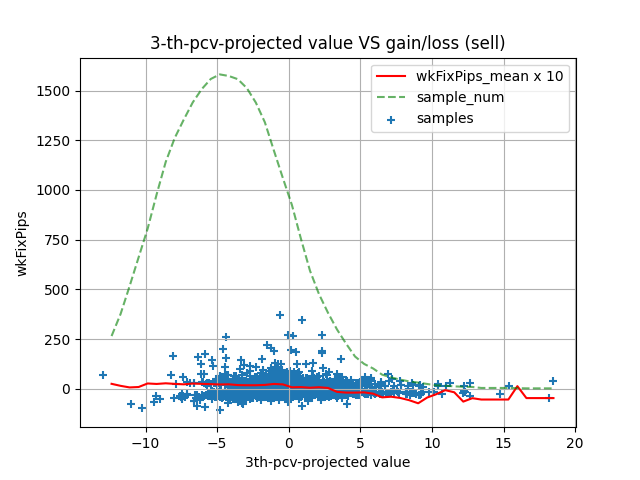 3-th-pcv-projected value VS gain/loss (sell)
wkFixPips_mean x 10
sample_num
samples
wkFixPips
1500
1250
1000
750
500
250
0
−10
−5
0
5
10
15
20
3th-pcv-projected value